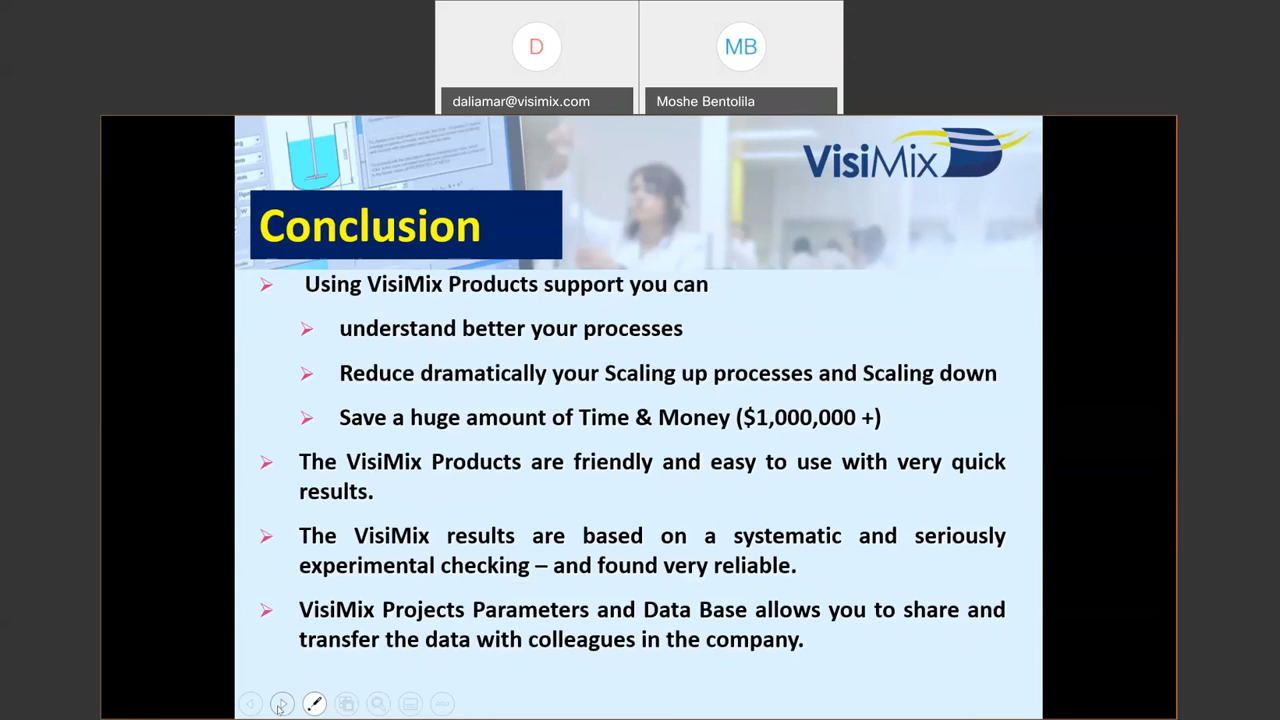 D
MB
daliamar@visimix.com
Moshe Bentolila
VisiMix
Conclusion
Using VisiMix Products support you can
understand better your processes
Reduce dramatically your Scaling up processes and Scaling down
Save a huge amount of Time & Money ($1,000,000 +)
The VisiMix Products are friendly and easy to use with very quick
results.
The VisiMix results are based on a systematic and seriously
experimental checking – and found very reliable.
VisiMix Projects Parameters and Data Base allows you to share and
transfer the data with colleagues in the company.